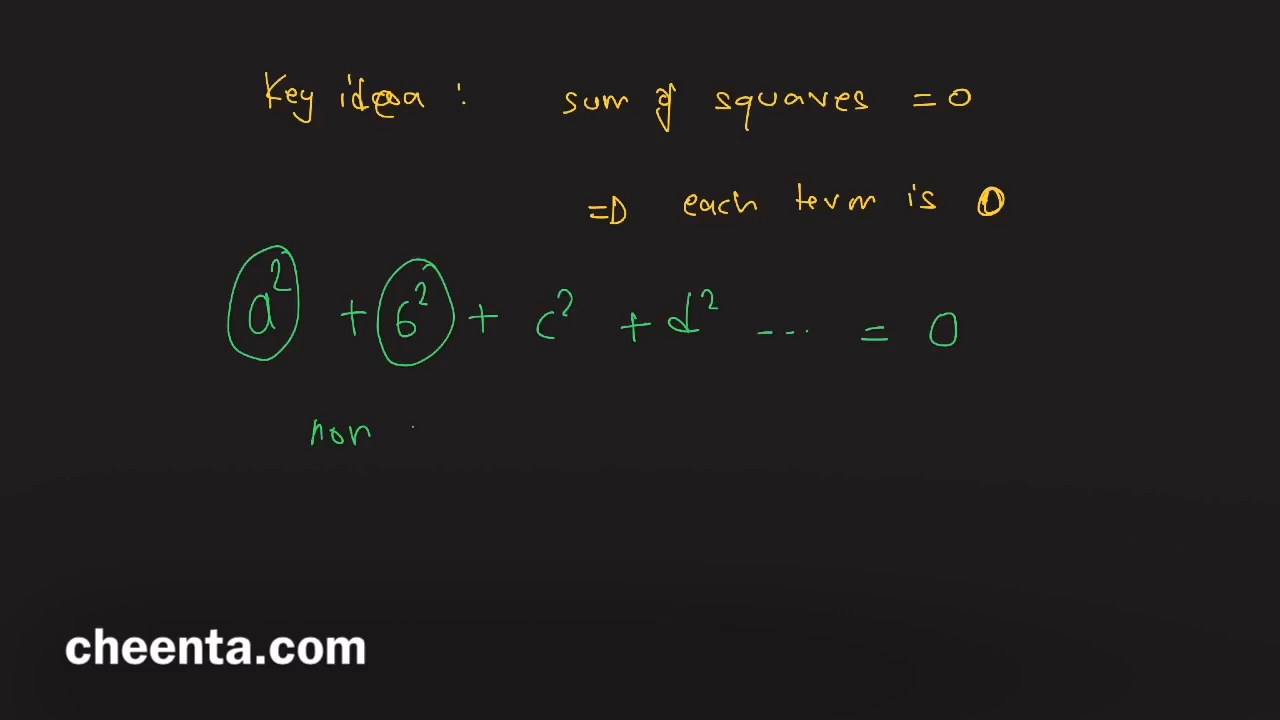 Key idea : sum of squares = 0
=> each term is 0
a² + b² + c² + d² --- = 0
non
cheenta.com